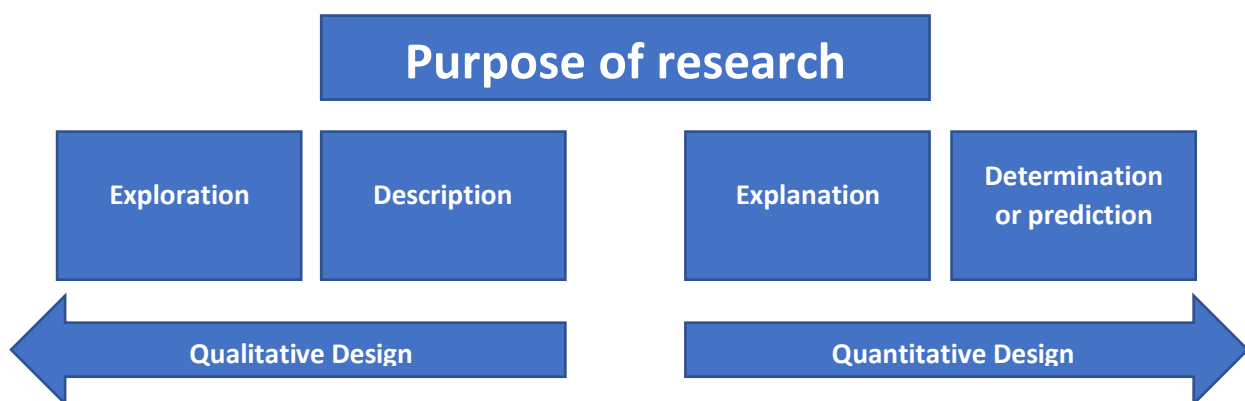 Purpose of research
Exploration
Description
Explanation
Determination
or prediction
Qualitative Design
Quantitative Design